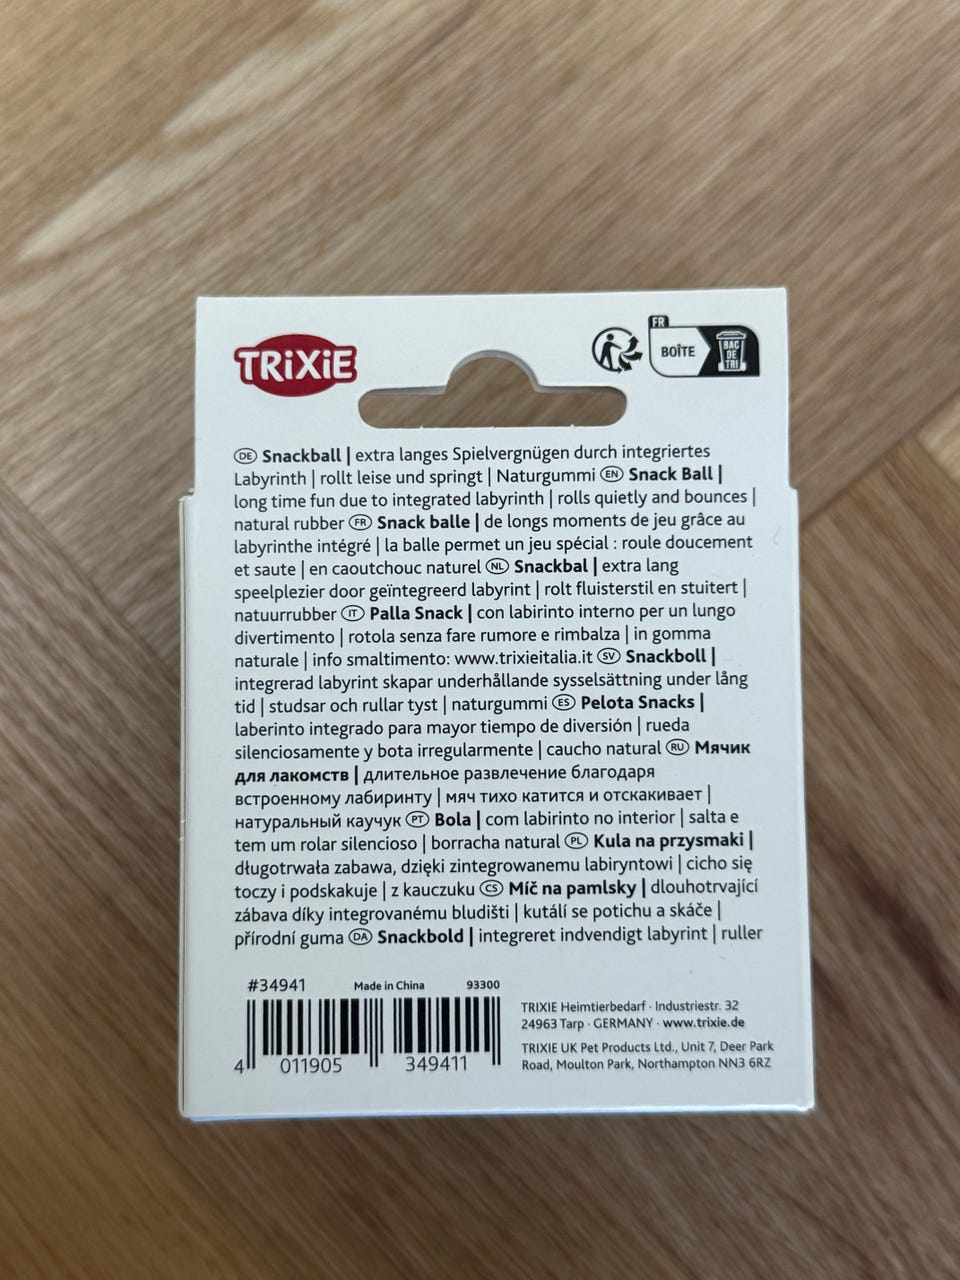 TRiXiE
FR
BOÎTE
BAC
DE
TRI
DE Snackball | extra langes Spielvergnügen durch integriertes
Labyrinth | rollt leise und springt | Naturgummi EN Snack Ball |
long time fun due to integrated labyrinth | rolls quietly and bounces |
natural rubber FR Snack balle | de longs moments de jeu grâce au
labyrinthe intégré | la balle permet un jeu spécial : roule doucement
et saute | en caoutchouc naturel NL Snackbal | extra lang
speelplezier door geïntegreerd labyrint | rolt fluisterstil en stuitert |
natuurrubber IT Palla Snack | con labirinto interno per un lungo
divertimento | rotola senza fare rumore e rimbalza | in gomma
naturale | info smaltimento: www.trixieitalia.it SV Snackboll |
integrerad labyrint skapar underhållande sysselsättning under lång
tid | studsar och rullar tyst | naturgummi ES Pelota Snacks |
laberinto integrado para mayor tiempo de diversión | rueda
silenciosamente y bota irregularmente | caucho natural RU Мячик
для лакомств | длительное развлечение благодаря
встроенному лабиринту | мяч тихо катится и отскакивает |
натуральный каучук PT Bola | com labirinto no interior | salta e
tem um rolar silencioso | borracha natural PL Kula na przysmaki |
długotrwała zabawa, dzięki zintegrowanemu labiryntowi | cicho się
toczy i podskakuje | z kauczuku CS Míč na pamlsky | dlouhotrvající
zábava díky integrovanému bludišti | kutálí se potichu a skáče |
přírodní guma DA Snackbold | integreret indvendigt labyrint | ruller
#34941 Made in China 93300
4 011905 349411
TRIXIE Heimtierbedarf · Industriestr. 32
24963 Tarp · GERMANY · www.trixie.de
TRIXIE UK Pet Products Ltd., Unit 7, Deer Park
Road, Moulton Park, Northampton NN3 6RZ